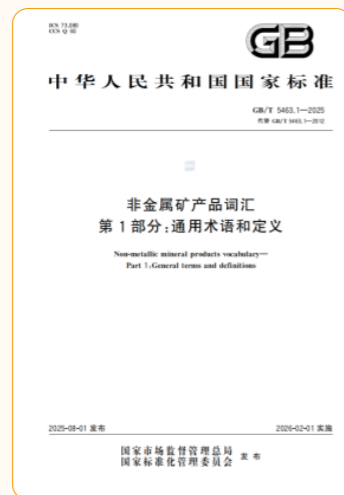 ICS 73.080
CCS Q 60
GB
中华人民共和国国家标准
GB/T 5463.1—2025
代替 GB/T 5463.1—2012
非金属矿产品词汇
第1部分:通用术语和定义
Non-metallic mineral products vocabulary—
Part 1:General terms and definitions
2025-08-01 发布
2026-02-01 实施
国家市场监督管理总局
国家标准化管理委员会 发布